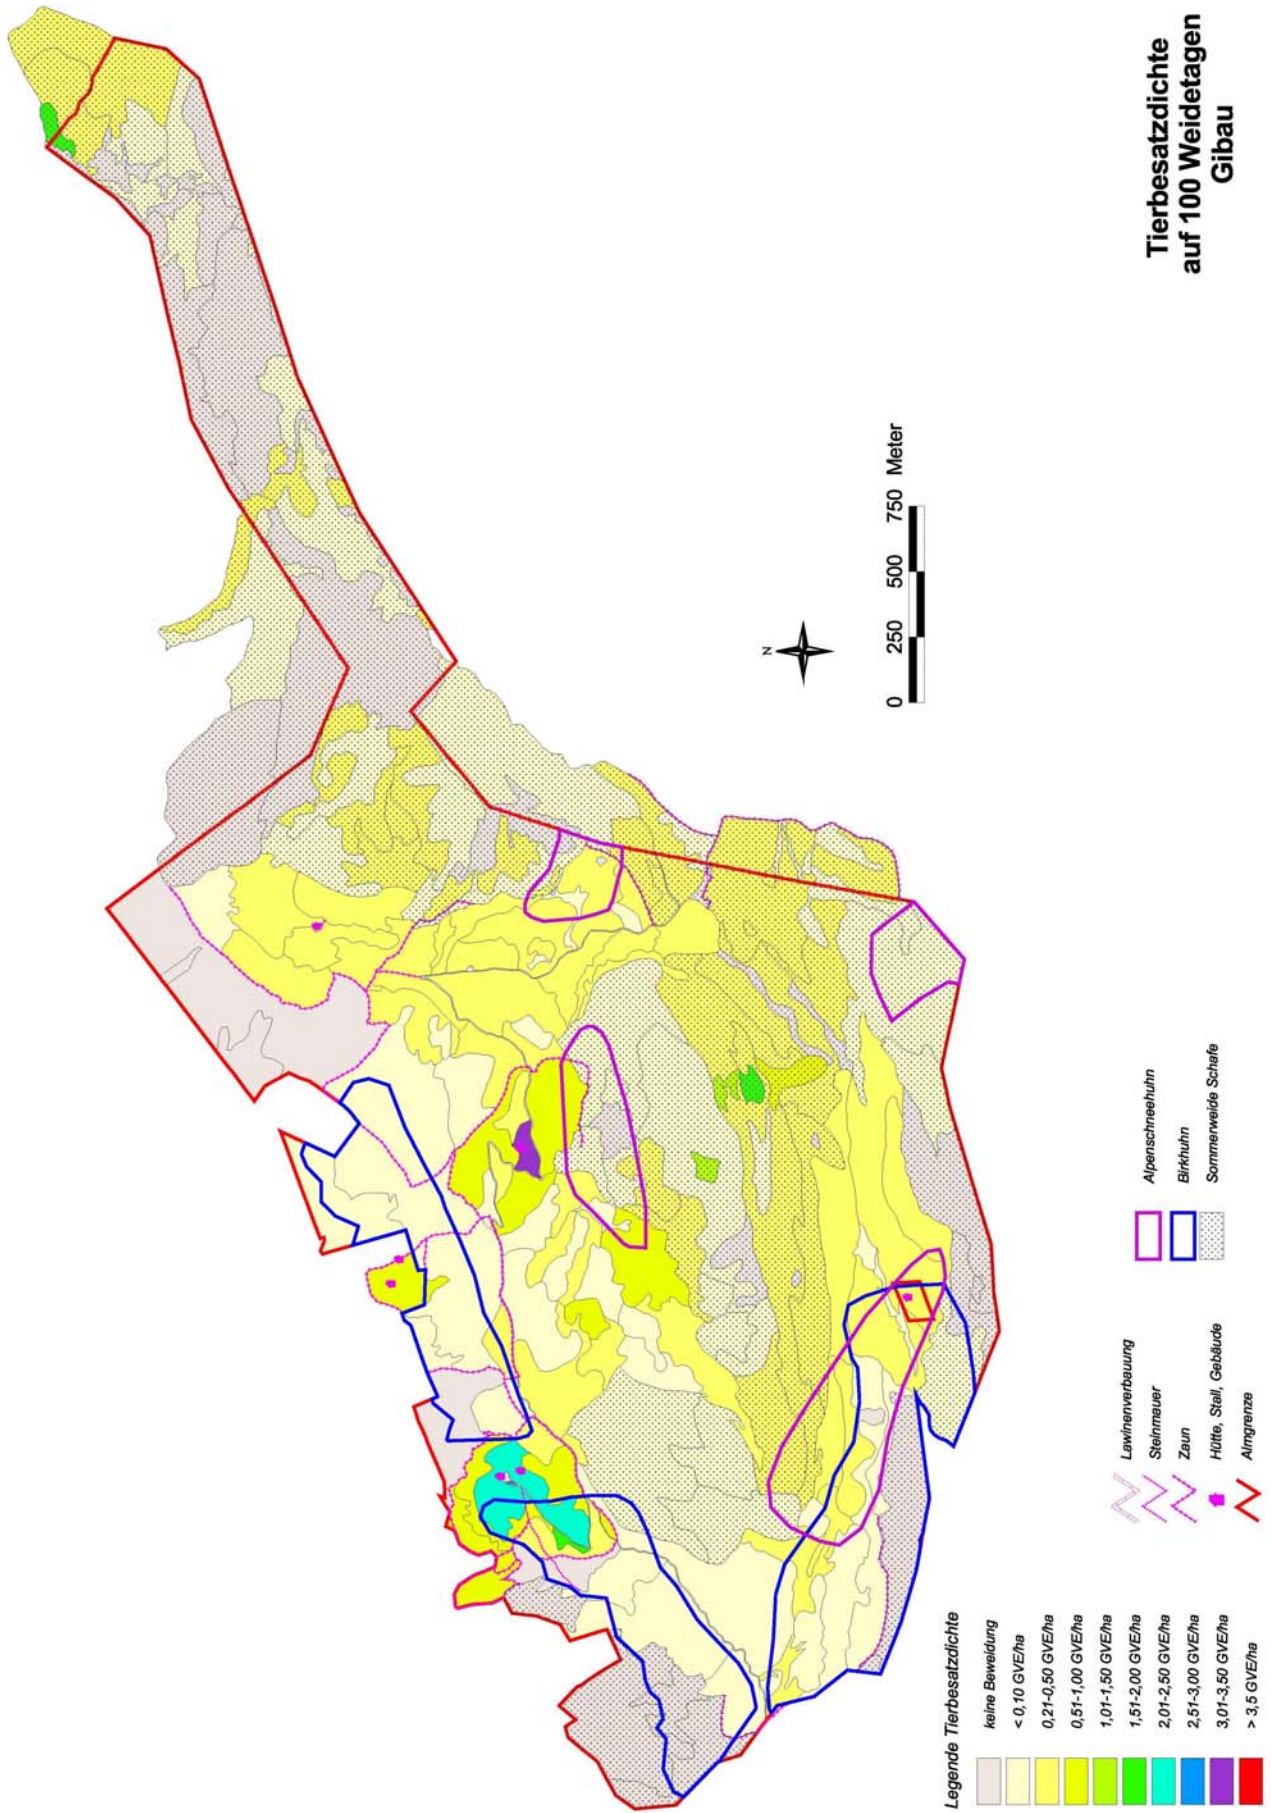 Tierbesatzdichte
auf 100 Weidetagen
Gibau
N
0 250 500 750 Meter
Legende Tierbesatzdichte
keine Beweidung
< 0,10 GVE/ha
0,21-0,50 GVE/ha
0,51-1,00 GVE/ha
1,01-1,50 GVE/ha
1,51-2,00 GVE/ha
2,01-2,50 GVE/ha
2,51-3,00 GVE/ha
3,01-3,50 GVE/ha
> 3,5 GVE/ha
Lawinenverbauung
Steinmauer
Zaun
Hütte, Stall, Gebäude
Almgrenze
Alpenschneehuhn
Birkhuhn
Sommerweide Schafe